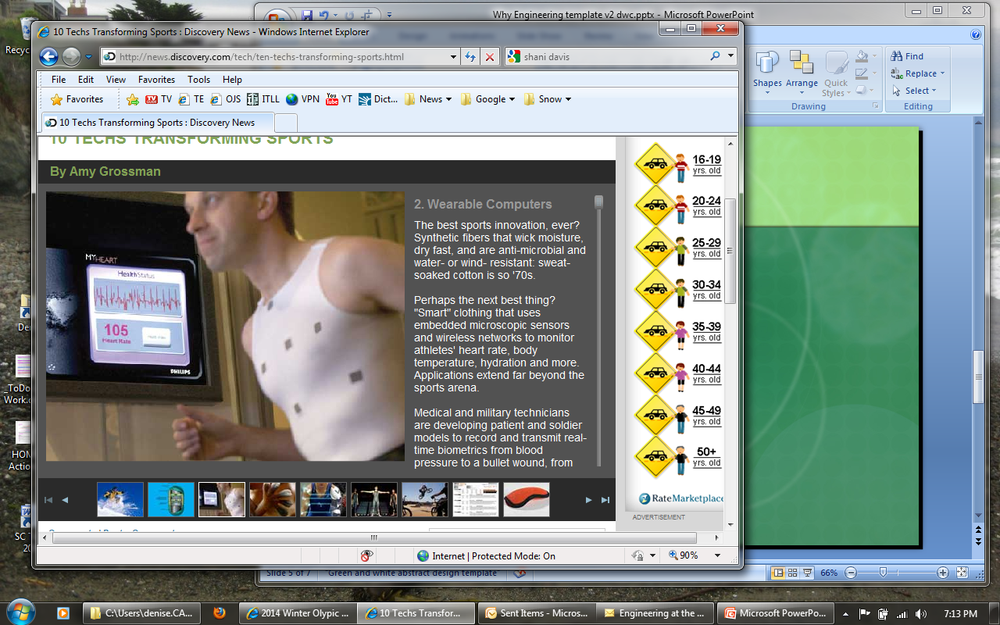 Why Engineering template v2 dwc.pptx - Microsoft PowerPoint
10 Techs Transforming Sports : Discovery News - Windows Internet Explorer
http://news.discovery.com/tech/ten-techs-transforming-sports.html
shani davis
File Edit View Favorites Tools Help
Favorites TV TE OJS ITLL VPN YT Dict... News Google Snow
10 Techs Transforming Sports : Discovery News
Shapes Arrange Quick Styles
Drawing
Find
Replace
Select
Editing
10 TECHS TRANSFORMING SPORTS
By Amy Grossman
MYHEART
HealthStatus
105
Heart Rate
PHILIPS
2. Wearable Computers
The best sports innovation, ever?
Synthetic fibers that wick moisture,
dry fast, and are anti-microbial and
water- or wind- resistant: sweat-
soaked cotton is so '70s.
Perhaps the next best thing?
"Smart" clothing that uses
embedded microscopic sensors
and wireless networks to monitor
athletes' heart rate, body
temperature, hydration and more.
Applications extend far beyond the
sports arena.
Medical and military technicians
are developing patient and soldier
models to record and transmit real-
time biometrics from blood
pressure to a bullet wound, from
16-19
yrs. old
20-24
yrs. old
25-29
yrs. old
30-34
yrs. old
35-39
yrs. old
40-44
yrs. old
45-49
yrs. old
50+
yrs. old
RateMarketplace
ADVERTISEMENT
Internet | Protected Mode: On
90%
Slide 5 of 7 Green and white abstract design template
66%
Recyc
De
_ToDo
Work.
HOM
Action
SC
20
C:\Users\denise.CA...
2014 Winter Olypic ...
10 Techs Transfor...
Sent Items - Micros...
Engineering at the ...
Microsoft PowerPo...
7:13 PM